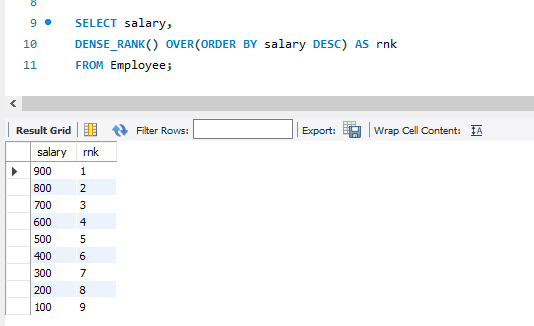 8
9 SELECT salary,
10 DENSE_RANK() OVER(ORDER BY salary DESC) AS rnk
11 FROM Employee;
Result Grid Filter Rows: Export: Wrap Cell Content: IA
salary rnk
900 1
800 2
700 3
600 4
500 5
400 6
300 7
200 8
100 9